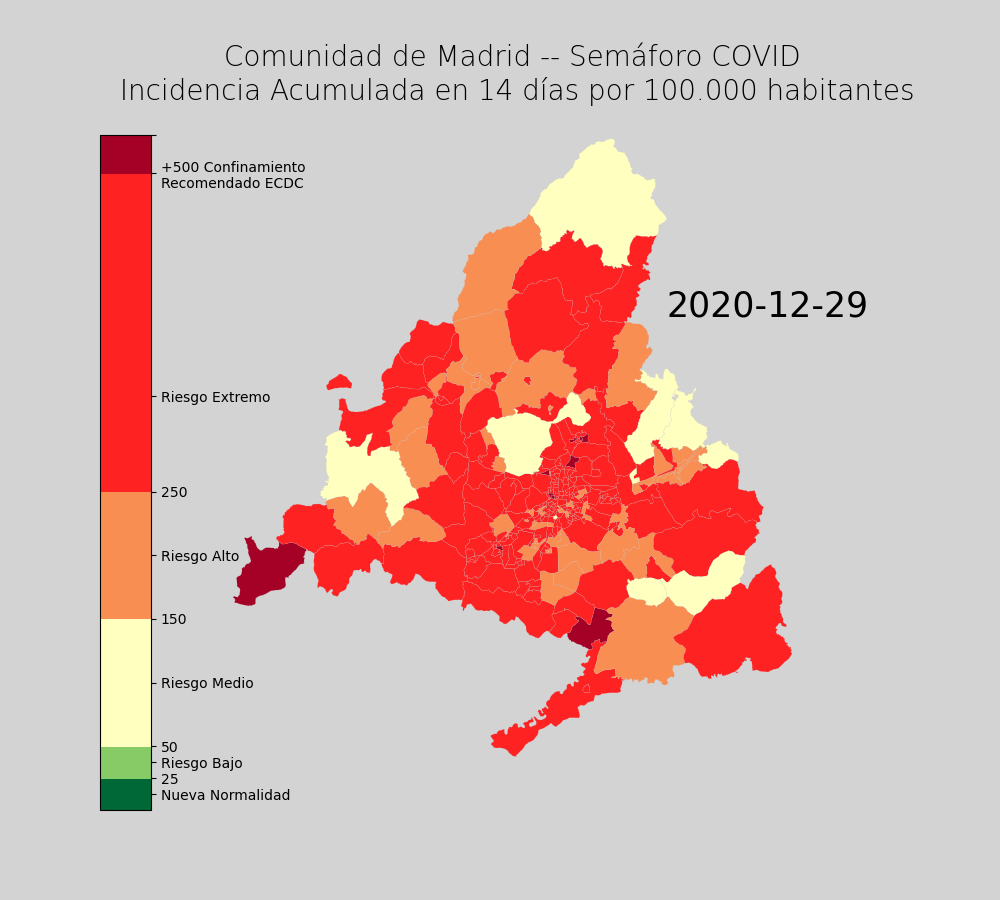 Comunidad de Madrid -- Semáforo COVID
Incidencia Acumulada en 14 días por 100.000 habitantes
+500 Confinamiento
Recomendado ECDC
2020-12-29
Riesgo Extremo
250
Riesgo Alto
150
Riesgo Medio
50
Riesgo Bajo
25
Nueva Normalidad